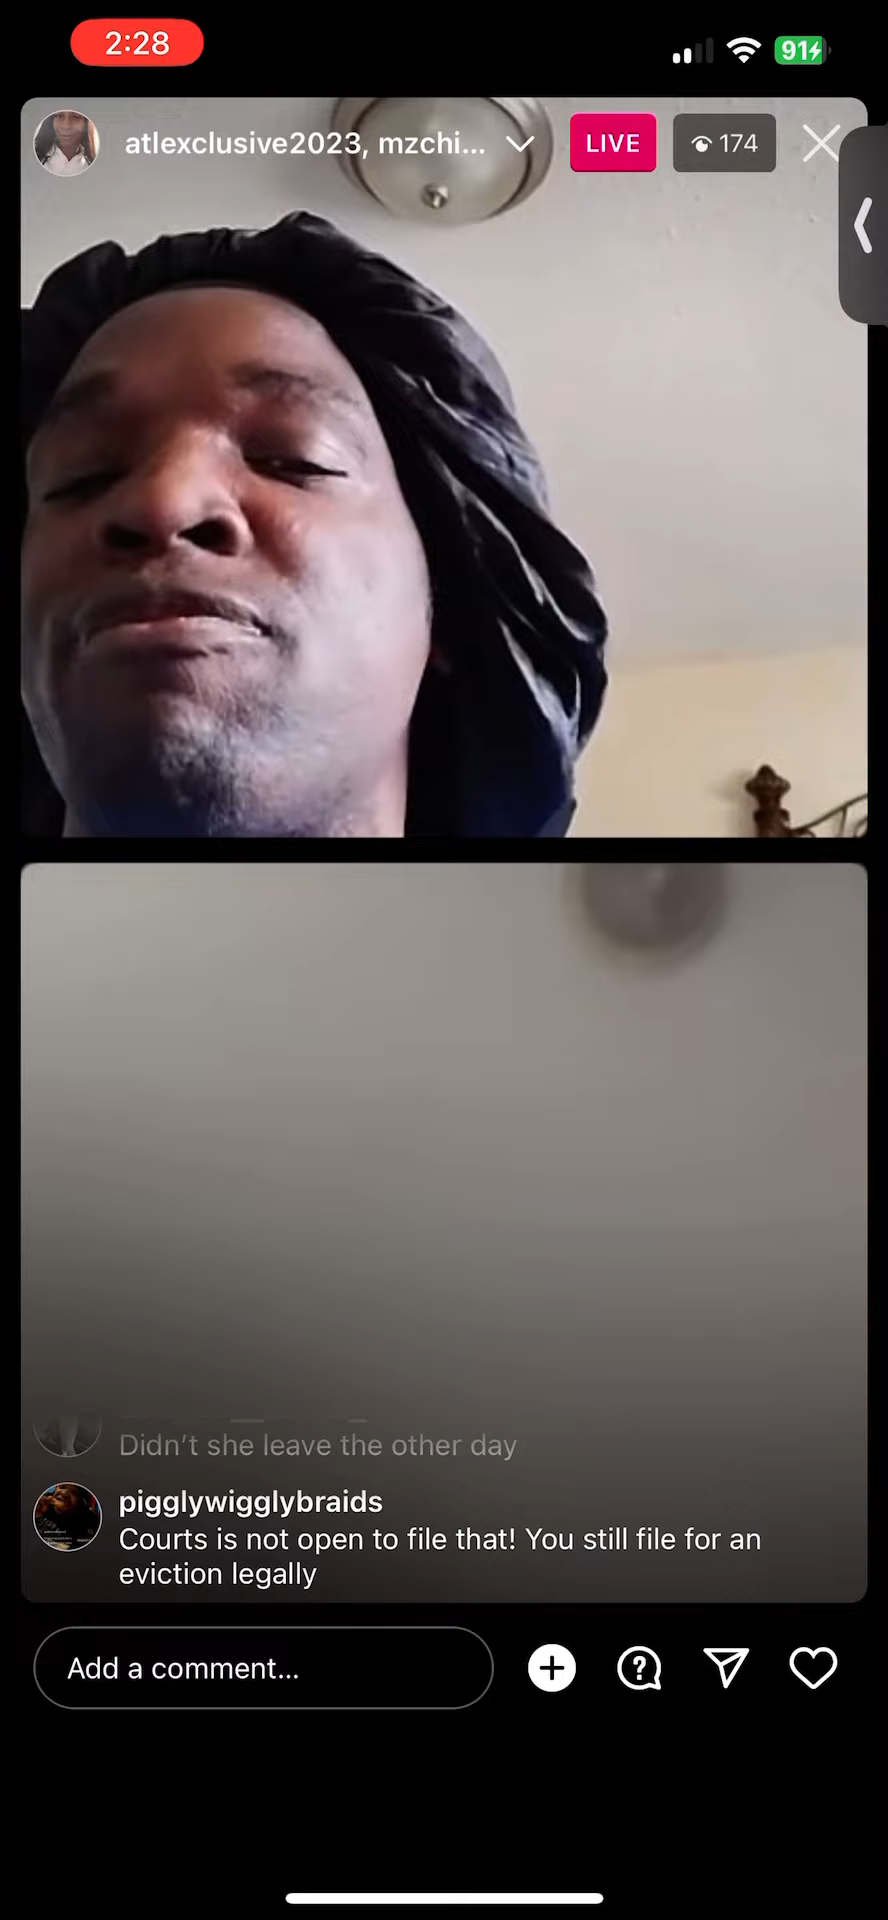 2:28
91
atlexclusive2023, mzchi...
LIVE
174
Didn't she leave the other day
pigglywigglybraids
Courts is not open to file that! You still file for an
eviction legally
Add a comment...